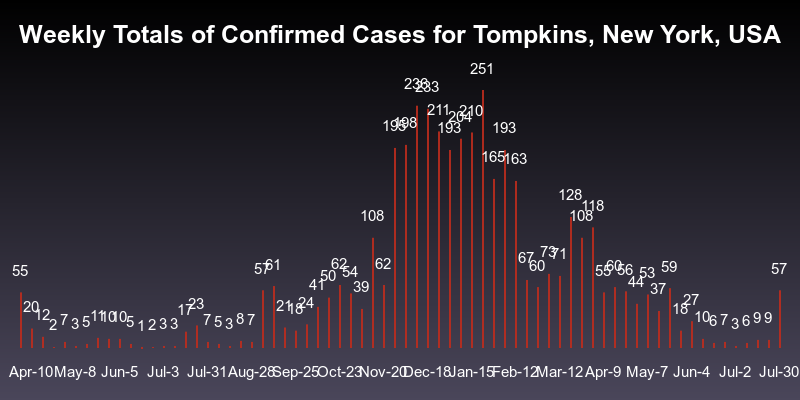 Weekly Totals of Confirmed Cases for Tompkins, New York, USA
55 20 12 2 7 3 5 11 10 10 5 1 2 3 3 17 23 7 5 3 8 7 57 61 21 18 24 41 50 62 54 39 108 62 195 198 236 233 211 193 204 210 251 165 193 163 67 60 73 71 128 108 118 55 60 56 44 53 37 59 18 27 10 6 7 3 6 9 9 57
Apr-10 May-8 Jun-5 Jul-3 Jul-31 Aug-28 Sep-25 Oct-23 Nov-20 Dec-18 Jan-15 Feb-12 Mar-12 Apr-9 May-7 Jun-4 Jul-2 Jul-30